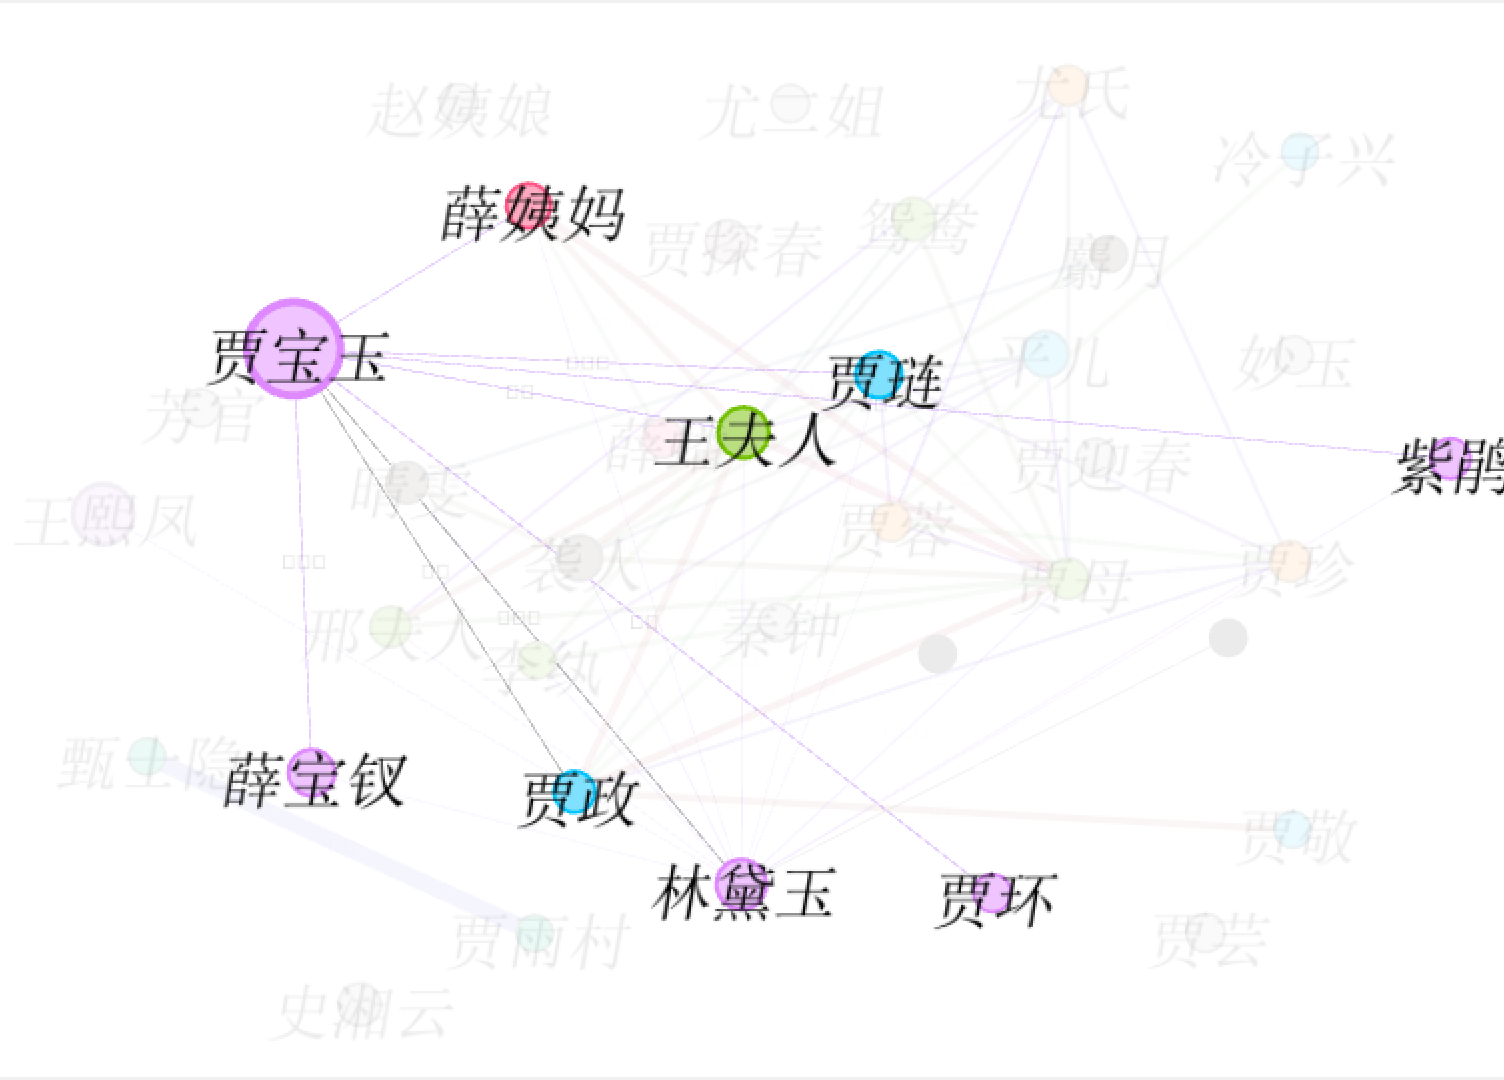 尤氏
赵姨娘
尤二姐
冷子兴
薛姨妈
鸳鸯
贾探春
麝月
贾宝玉
贾琏
平儿
妙玉
芳官
王夫人
薛
贾迎春
紫鹃
晴雯
王熙凤
贾蓉
袭人
贾母
贾珍
邢夫人
秦钟
李纨
甄士隐
薛宝钗
贾政
贾敬
林黛玉
贾环
贾雨村
贾芸
史湘云